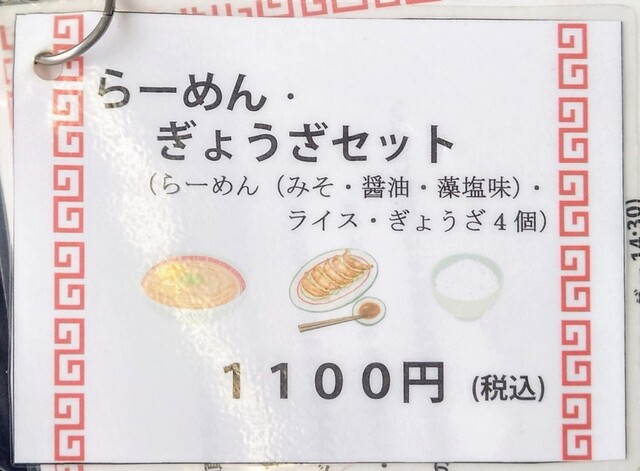 らーめん・
ぎょうざセット
（らーめん（みそ・醤油・藻塩味）・
ライス・ぎょうざ４個）
１１００円 (税込)
14:30)